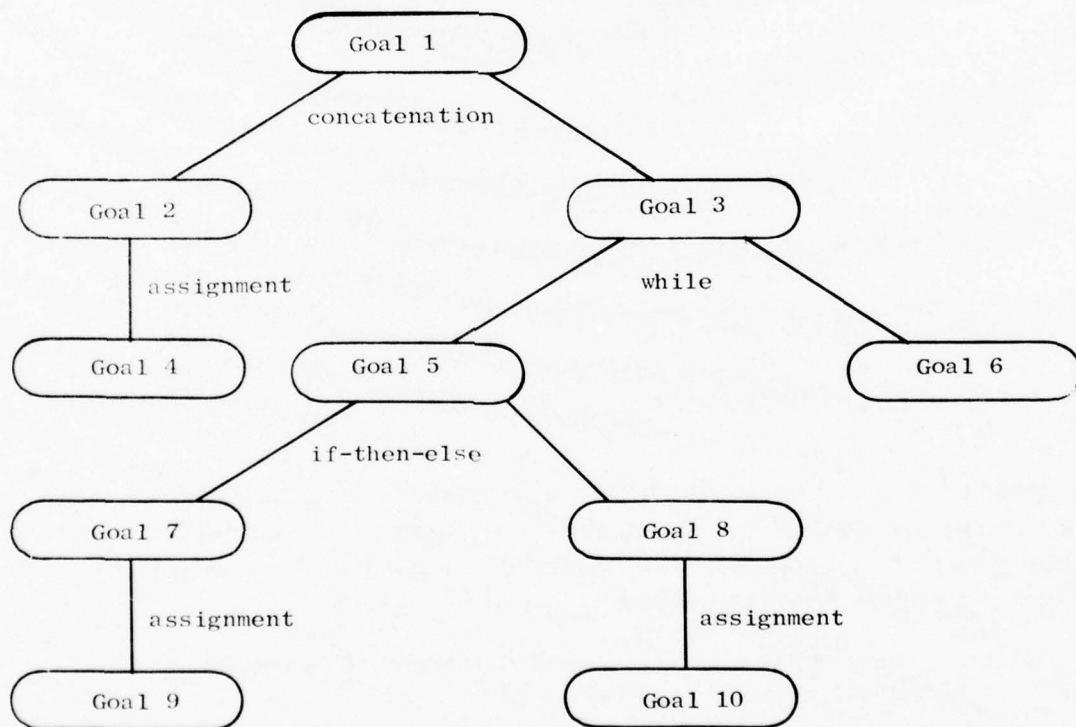 Goal 1
concatenation
Goal 2
Goal 3
assignment
while
Goal 4
Goal 5
Goal 6
if-then-else
Goal 7
Goal 8
assignment
assignment
Goal 9
Goal 10